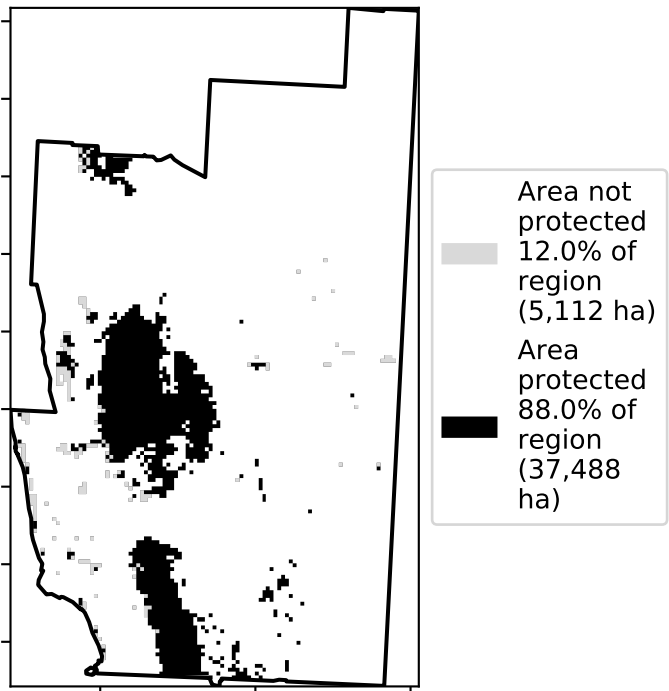 Area not
protected
12.0% of
region
(5,112 ha)
Area
protected
88.0% of
region
(37,488
ha)